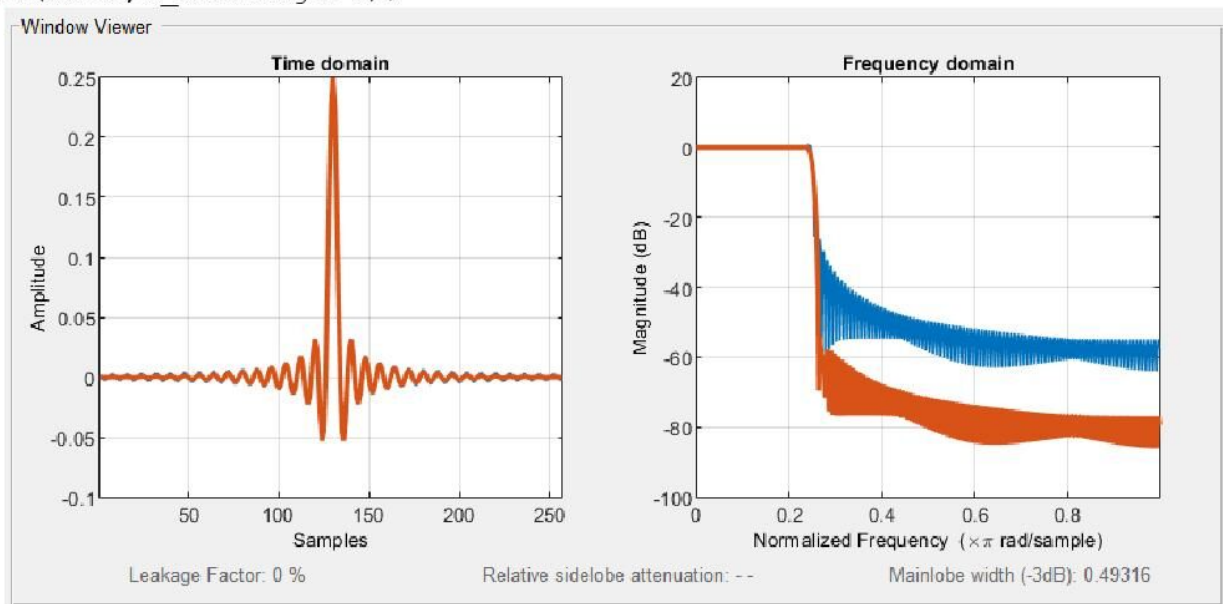 Window Viewer
Time domain
0.25
0.2
0.15
0.1
0.05
0
-0.05
-0.1
50 100 150 200 250
Samples
Amplitude
Frequency domain
20
0
-20
-40
-60
-80
-100
0 0.2 0.4 0.6 0.8
Normalized Frequency (×π rad/sample)
Magnitude (dB)
Leakage Factor: 0 %
Relative sidelobe attenuation: - -
Mainlobe width (-3dB): 0.49316